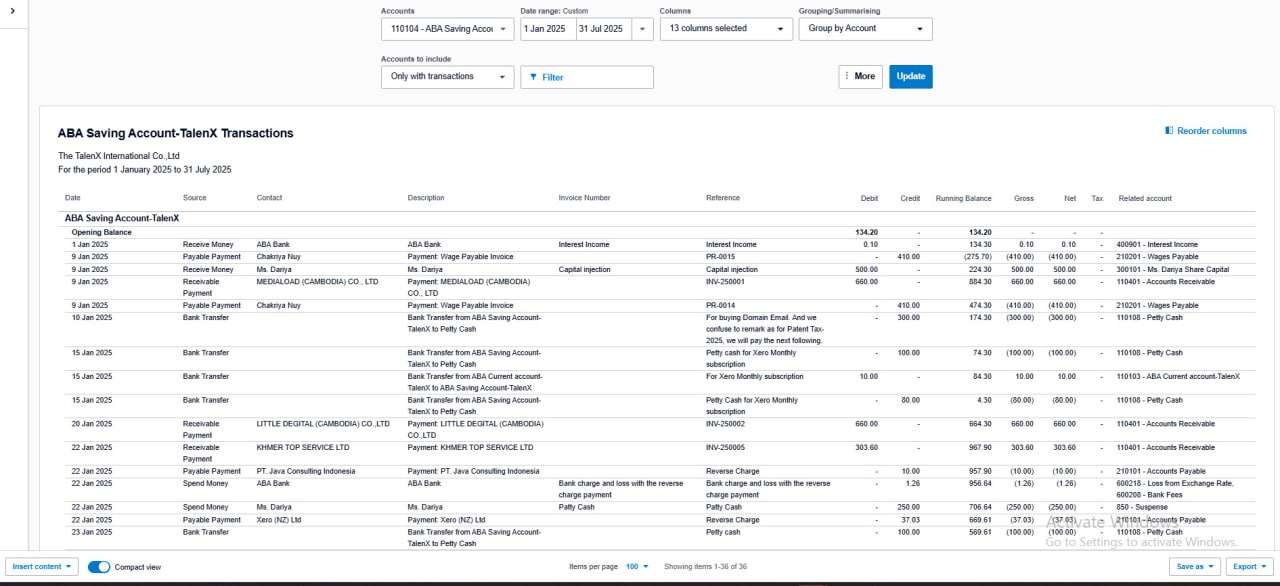 Accounts Date range: Custom Columns Grouping/Summarising
110104 - ABA Saving Accou 1 Jan 2025 31 Jul 2025 13 columns selected Group by Account
Accounts to include
Only with transactions Filter More Update
ABA Saving Account-TalenX Transactions Reorder columns
The TalenX International Co.,Ltd
For the period 1 January 2025 to 31 July 2025
Date Source Contact Description Invoice Number Reference Debit Credit Running Balance Gross Net Tax Related account
ABA Saving Account-TalenX
Opening Balance 134.20 - 134.20 - - -
1 Jan 2025 Receive Money ABA Bank ABA Bank Interest Income Interest Income 0.10 - 134.30 0.10 0.10 - 400901 - Interest Income
9 Jan 2025 Payable Payment Chakriya Nuy Payment: Wage Payable Invoice PR-0015 - 410.00 (275.70) (410.00) (410.00) - 210201 - Wages Payable
9 Jan 2025 Receive Money Ms. Dariya Ms. Dariya Capital injection Capital injection 500.00 - 224.30 500.00 500.00 - 300101 - Ms. Dariya Share Capital
9 Jan 2025 Receivable MEDIALOAD (CAMBODIA) CO., LTD Payment: MEDIALOAD (CAMBODIA) INV-250001 660.00 - 884.30 660.00 660.00 - 110401 - Accounts Receivable
Payment CO., LTD
9 Jan 2025 Payable Payment Chakriya Nuy Payment: Wage Payable Invoice PR-0014 - 410.00 474.30 (410.00) (410.00) - 210201 - Wages Payable
10 Jan 2025 Bank Transfer Bank Transfer from ABA Saving Account- For buying Domain Email. And we - 300.00 174.30 (300.00) (300.00) - 110108 - Petty Cash
TalenX to Petty Cash confuse to remark as for Patent Tax-
2025, we will pay the next following.
15 Jan 2025 Bank Transfer Bank Transfer from ABA Saving Account- Petty cash for Xero Monthly - 100.00 74.30 (100.00) (100.00) - 110108 - Petty Cash
TalenX to Petty Cash subscription
15 Jan 2025 Bank Transfer Bank Transfer from ABA Current account- For Xero Monthly subscription 10.00 - 84.30 10.00 10.00 - 110103 - ABA Current account-TalenX
TalenX to ABA Saving Account-TalenX
15 Jan 2025 Bank Transfer Bank Transfer from ABA Saving Account- Petty Cash for Xero Monthly - 80.00 4.30 (80.00) (80.00) - 110108 - Petty Cash
TalenX to Petty Cash subscription
20 Jan 2025 Receivable LITTLE DEGITAL (CAMBODIA) CO.,LTD Payment: LITTLE DEGITAL (CAMBODIA) INV-250002 660.00 - 664.30 660.00 660.00 - 110401 - Accounts Receivable
Payment CO.,LTD
22 Jan 2025 Receivable KHMER TOP SERVICE LTD Payment: KHMER TOP SERVICE LTD INV-250005 303.60 - 967.90 303.60 303.60 - 110401 - Accounts Receivable
Payment
22 Jan 2025 Payable Payment PT. Java Consulting Indonesia Payment: PT. Java Consulting Indonesia Reverse Charge - 10.00 957.90 (10.00) (10.00) - 210101 - Accounts Payable
22 Jan 2025 Spend Money ABA Bank ABA Bank Bank charge and loss with the reverse Bank charge and loss with the reverse - 1.26 956.64 (1.26) (1.26) - 600218 - Loss from Exchange Rate,
charge payment charge payment 600208 - Bank Fees
22 Jan 2025 Spend Money Ms. Dariya Ms. Dariya Patty Cash Patty Cash - 250.00 706.64 (250.00) (250.00) - 850 - Suspense
22 Jan 2025 Payable Payment Xero (NZ) Ltd Payment: Xero (NZ) Ltd Reverse Charge - 37.03 669.61 (37.03) (37.03) - 210101 - Accounts Payable
23 Jan 2025 Bank Transfer Bank Transfer from ABA Saving Account- Petty cash - 100.00 569.61 (100.00) (100.00) - 110108 - Petty Cash
TalenX to Petty Cash
Activate Windows
Go to Settings to activate Windows.
Insert content Compact view Items per page 100 Showing items 1-36 of 36 Save as Export